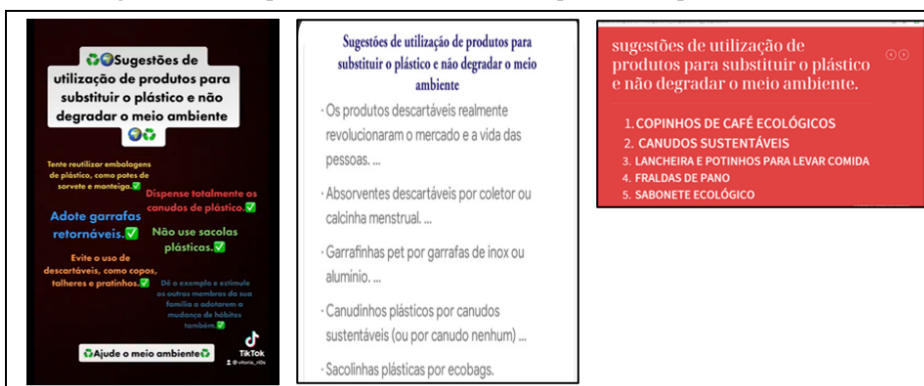 ♻️🌍Sugestões de
utilização de produtos para
substituir o plástico e não
degradar o meio ambiente
🌍♻️
Tente reutilizar embalagens
de plástico, como potes de
sorvete e manteiga.✅
Dispense totalmente os
canudos de plástico.✅
Adote garrafas
retornáveis.✅
Não use sacolas
plásticas.✅
Evite o uso de
descartáveis, como copos,
talheres e pratinhos.✅
Dê o exemplo e estimule
os outros membros da sua
família a adotarem a
mudança de hábitos
também.✅
♻️Ajude o meio ambiente♻️
TikTok
Sugestões de utilização de produtos para
substituir o plástico e não degradar o meio
ambiente
· Os produtos descartáveis realmente
revolucionaram o mercado e a vida das
pessoas. ...
· Absorventes descartáveis por coletor ou
calcinha menstrual. ...
· Garrafinhas pet por garrafas de inox ou
alumínio. ...
· Canudinhos plásticos por canudos
sustentáveis (ou por canudo nenhum) ...
· Sacolinhas plásticas por ecobags.
sugestões de utilização de
produtos para substituir o plástico
e não degradar o meio ambiente.
1. COPINHOS DE CAFÉ ECOLÓGICOS
2. CANUDOS SUSTENTÁVEIS
3. LANCHEIRA E POTINHOS PARA LEVAR COMIDA
4. FRALDAS DE PANO
5. SABONETE ECOLÓGICO